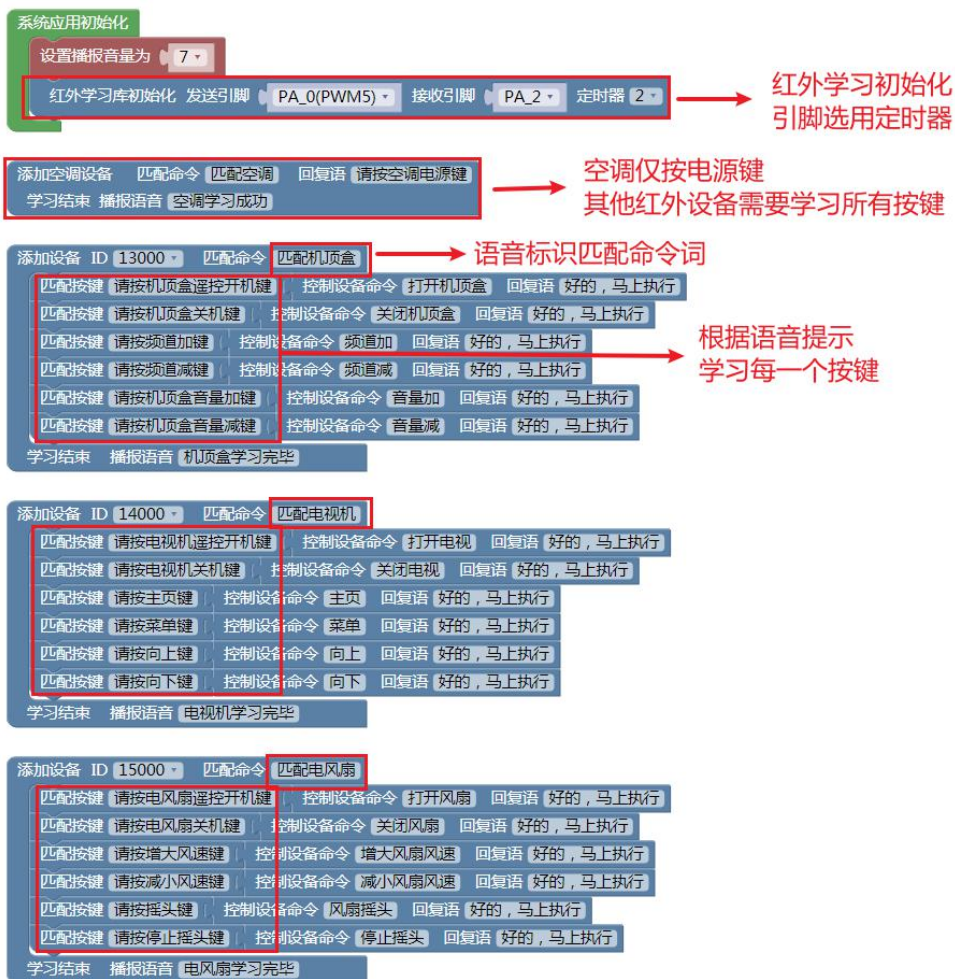 系统应用初始化
设置播报音量为 7
红外学习库初始化 发送引脚 PA_0(PWM5) 接收引脚 PA_2 定时器 2
红外学习初始化
引脚选用定时器
添加空调设备 匹配命令 匹配空调 回复语 请按空调电源键
学习结束 播报语音 空调学习成功
空调仅按电源键
其他红外设备需要学习所有按键
添加设备 ID 13000 匹配命令 匹配机顶盒
语音标识匹配命令词
匹配按键 请按机顶盒遥控开机键 控制设备命令 打开机顶盒 回复语 好的，马上执行
匹配按键 请按机顶盒关机键 控制设备命令 关闭机顶盒 回复语 好的，马上执行
匹配按键 请按频道加键 控制设备命令 频道加 回复语 好的，马上执行
匹配按键 请按频道减键 控制设备命令 频道减 回复语 好的，马上执行
匹配按键 请按机顶盒音量加键 控制设备命令 音量加 回复语 好的，马上执行
匹配按键 请按机顶盒音量减键 控制设备命令 音量减 回复语 好的，马上执行
学习结束 播报语音 机顶盒学习完毕
根据语音提示
学习每一个按键
添加设备 ID 14000 匹配命令 匹配电视机
匹配按键 请按电视机遥控开机键 控制设备命令 打开电视 回复语 好的，马上执行
匹配按键 请按电视机关机键 控制设备命令 关闭电视 回复语 好的，马上执行
匹配按键 请按主页键 控制设备命令 主页 回复语 好的，马上执行
匹配按键 请按菜单键 控制设备命令 菜单 回复语 好的，马上执行
匹配按键 请按向上键 控制设备命令 向上 回复语 好的，马上执行
匹配按键 请按向下键 控制设备命令 向下 回复语 好的，马上执行
学习结束 播报语音 电视机学习完毕
添加设备 ID 15000 匹配命令 匹配电风扇
匹配按键 请按电风扇遥控开机键 控制设备命令 打开风扇 回复语 好的，马上执行
匹配按键 请按电风扇关机键 控制设备命令 关闭风扇 回复语 好的，马上执行
匹配按键 请按增大风速键 控制设备命令 增大风扇风速 回复语 好的，马上执行
匹配按键 请按减小风速键 控制设备命令 减小风扇风速 回复语 好的，马上执行
匹配按键 请按摇头键 控制设备命令 风扇摇头 回复语 好的，马上执行
匹配按键 请按停止摇头键 控制设备命令 停止摇头 回复语 好的，马上执行
学习结束 播报语音 电风扇学习完毕